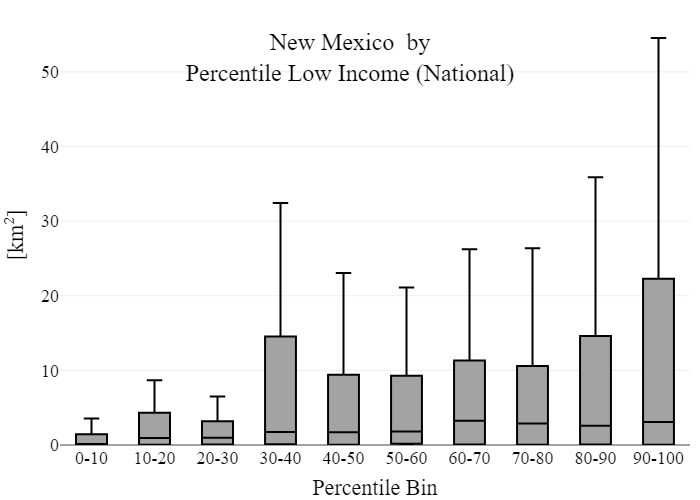 New Mexico  by
Percentile Low Income (National)
50
40
30
20
10
0
[km²]
0-10 10-20 20-30 30-40 40-50 50-60 60-70 70-80 80-90 90-100
Percentile Bin